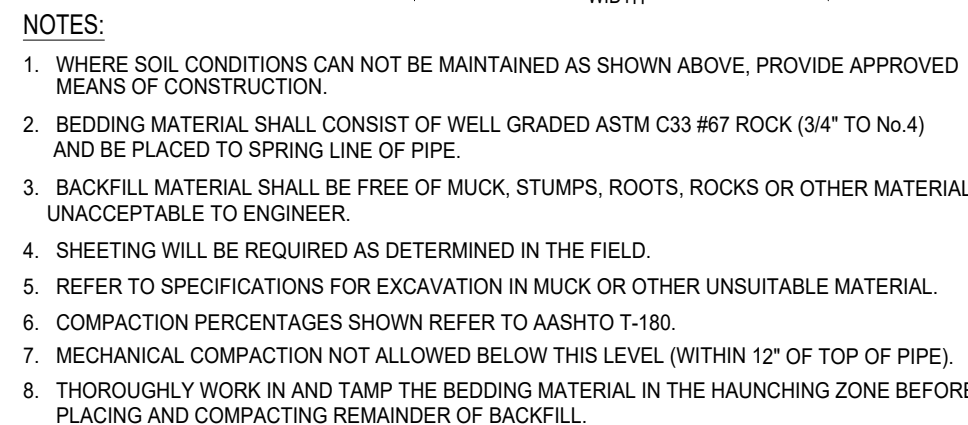 WIDTH
NOTES:
1. WHERE SOIL CONDITIONS CAN NOT BE MAINTAINED AS SHOWN ABOVE, PROVIDE APPROVED
MEANS OF CONSTRUCTION.
2. BEDDING MATERIAL SHALL CONSIST OF WELL GRADED ASTM C33 #67 ROCK (3/4" TO No.4)
AND BE PLACED TO SPRING LINE OF PIPE.
3. BACKFILL MATERIAL SHALL BE FREE OF MUCK, STUMPS, ROOTS, ROCKS OR OTHER MATERIAL
UNACCEPTABLE TO ENGINEER.
4. SHEETING WILL BE REQUIRED AS DETERMINED IN THE FIELD.
5. REFER TO SPECIFICATIONS FOR EXCAVATION IN MUCK OR OTHER UNSUITABLE MATERIAL.
6. COMPACTION PERCENTAGES SHOWN REFER TO AASHTO T-180.
7. MECHANICAL COMPACTION NOT ALLOWED BELOW THIS LEVEL (WITHIN 12" OF TOP OF PIPE).
8. THOROUGHLY WORK IN AND TAMP THE BEDDING MATERIAL IN THE HAUNCHING ZONE BEFORE
PLACING AND COMPACTING REMAINDER OF BACKFILL.